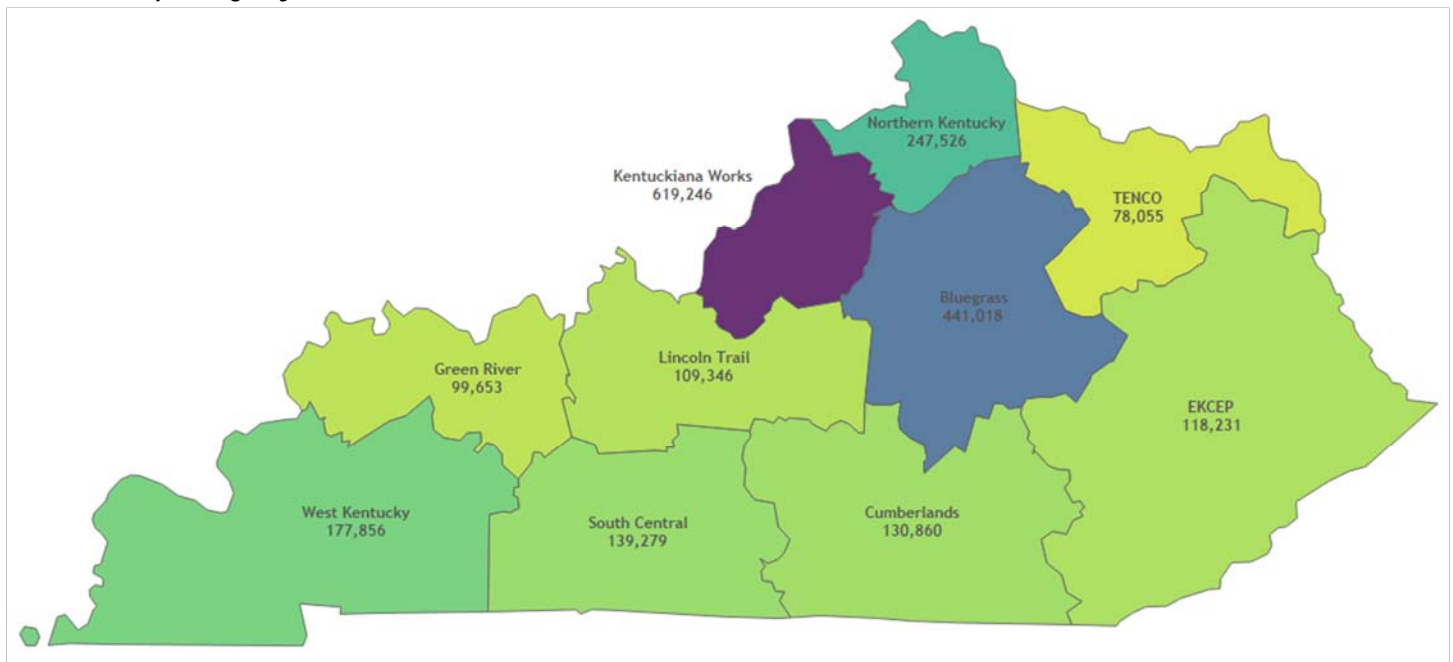 Northern Kentucky
247,526
Kentuckiana Works
619,246
TENCO
78,055
Bluegrass
441,018
Lincoln Trail
109,346
Green River
99,653
EKCEP
118,231
West Kentucky
177,856
South Central
139,279
Cumberlands
130,860